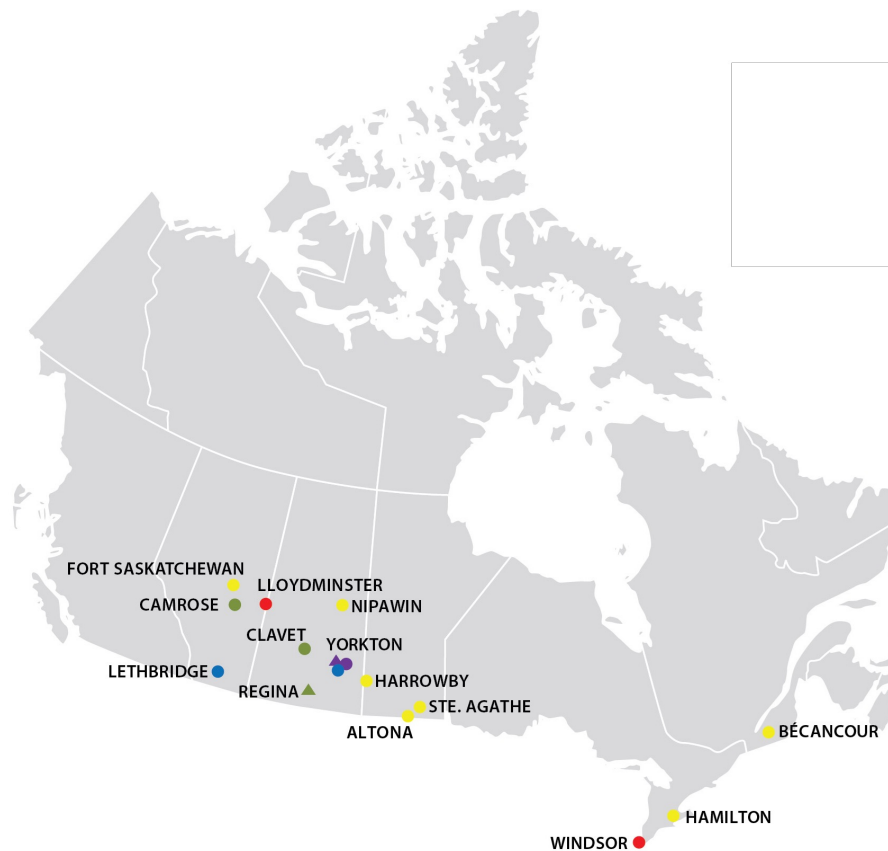 FORT SASKATCHEWAN
LLOYDMINSTER
CAMROSE
NIPAWIN
CLAVET
YORKTON
LETHBRIDGE
HARROWBY
REGINA
STE. AGATHE
ALTONA
BÉCANCOUR
HAMILTON
WINDSOR